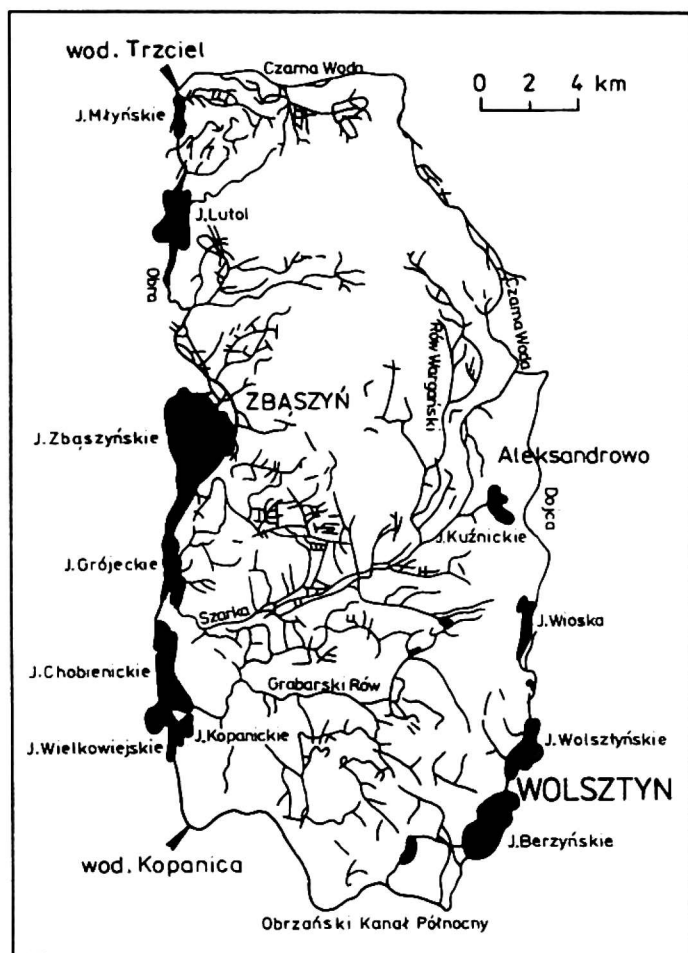 wod. Trzciel
Czarna Woda
0 2 4 km
J.Młyńskie
J.Lutol
Obra
Czarna Woda
Rów Wargański
ZBĄSZYŃ
J.Zbąszyńskie
Aleksandrowo
Dojca
J.Kuźnickie
J.Grójeckie
Szarka
J.Wioska
J.Chobienickie
Grabarski Rów
J.Wielkowiejskie
J.Kopanickie
J.Wolsztyńskie
WOLSZTYN
J.Berzyńskie
wod. Kopanica
Obrzański Kanał Północny